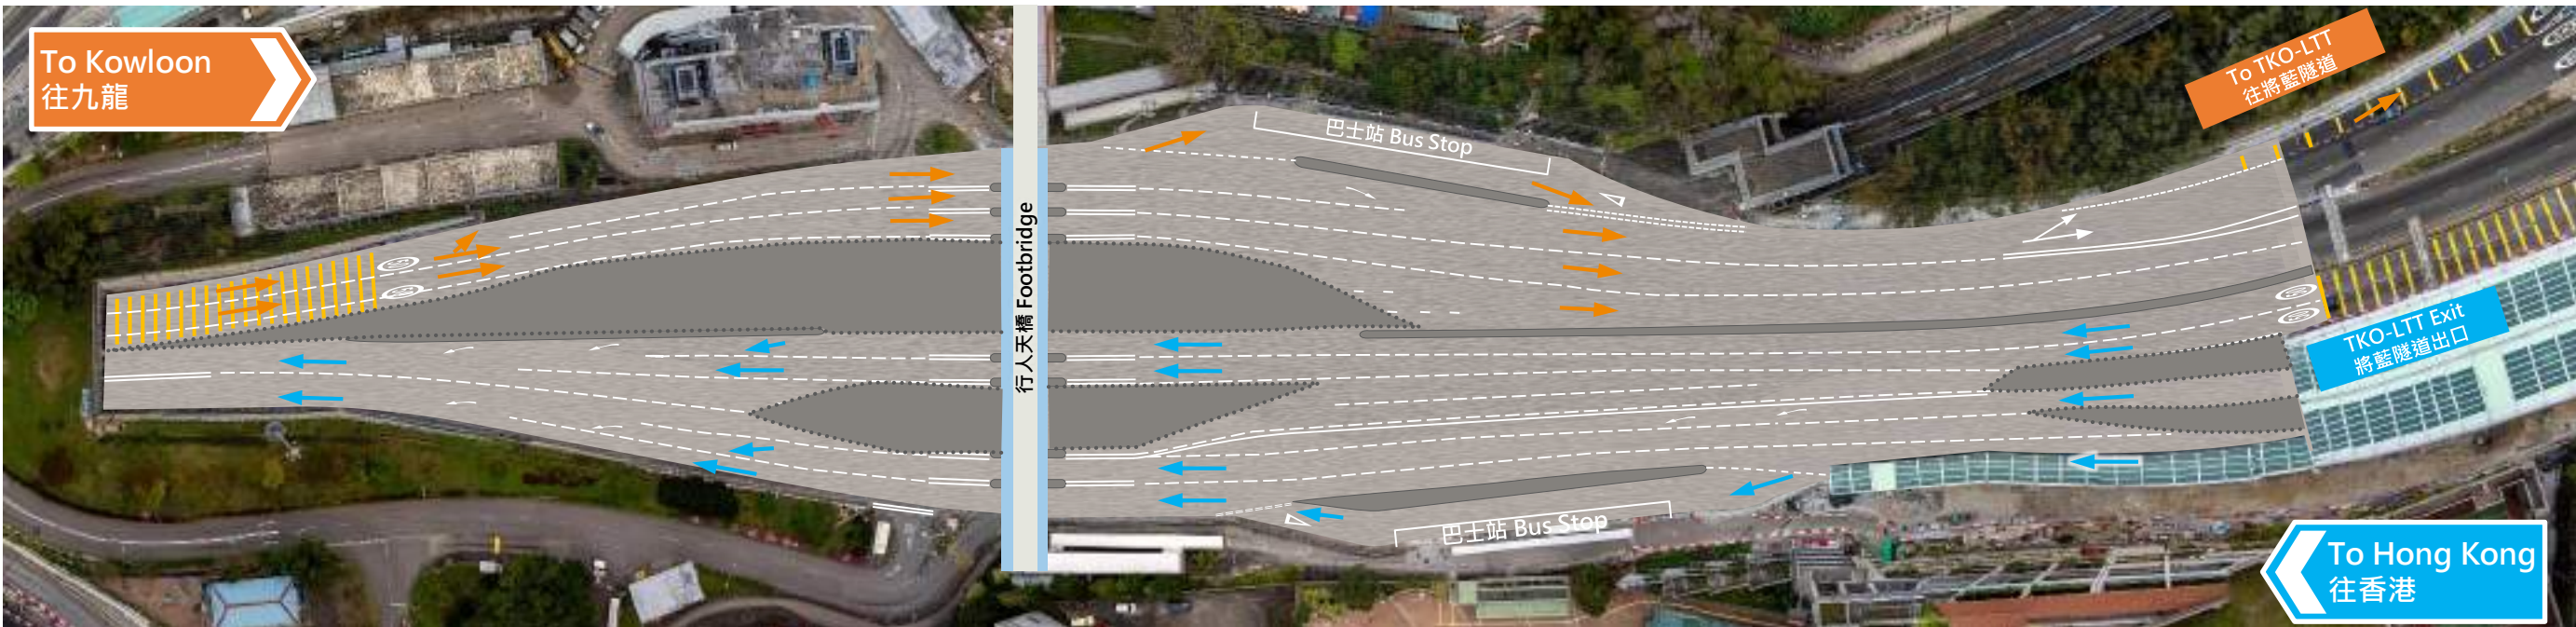 To Kowloon
往九龍
To TKO-LTT
往將藍隧道
巴士站 Bus Stop
行人天橋 Footbridge
TKO-LTT Exit
將藍隧道出口
巴士站 Bus Stop
To Hong Kong
往香港